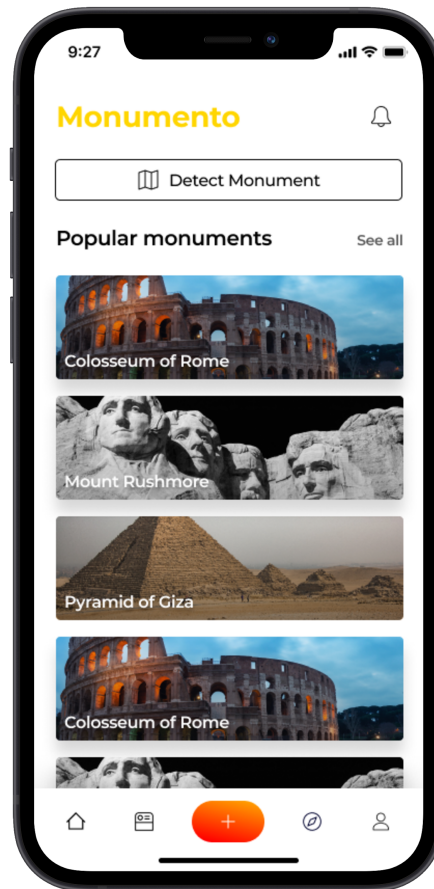 9:27
Monumento
Detect Monument
Popular monuments
See all
Colosseum of Rome
Mount Rushmore
Pyramid of Giza
Colosseum of Rome